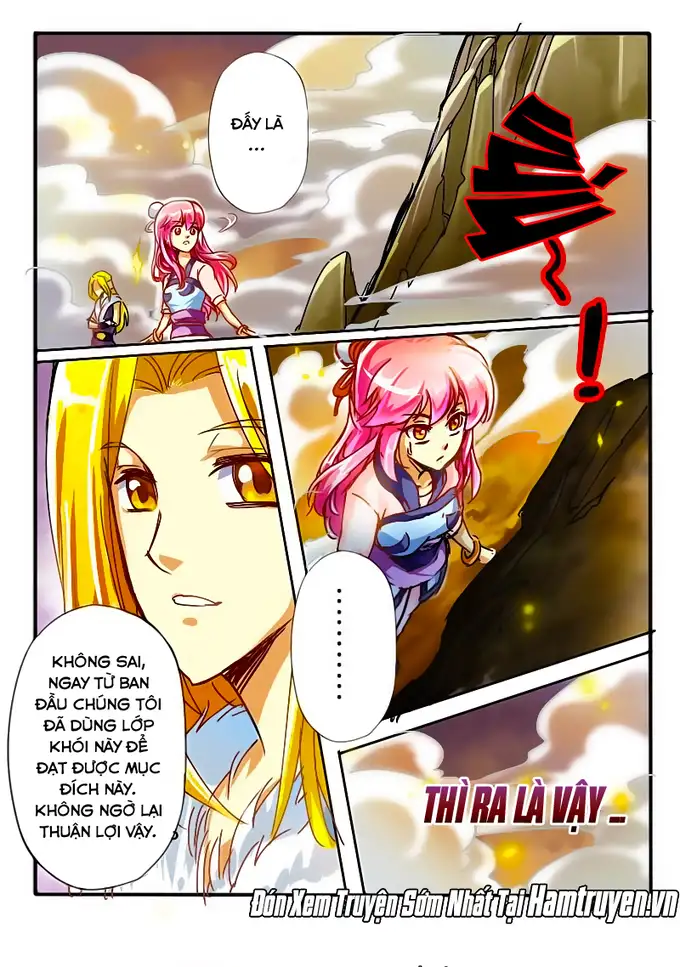 ĐẤY LÀ
...
!
KHÔNG SAI,
NGAY TỪ BAN
ĐẦU CHÚNG TÔI
ĐÃ DÙNG LỚP
KHÓI NÀY ĐỂ
ĐẠT ĐƯỢC MỤC
ĐÍCH NÀY.
KHÔNG NGỜ LẠI
THUẬN LỢI VẬY.
.........
THÌ RA LÀ VẬY ...
Đón Xem Truyện Sớm Nhất Tại Hamtruyen.vn